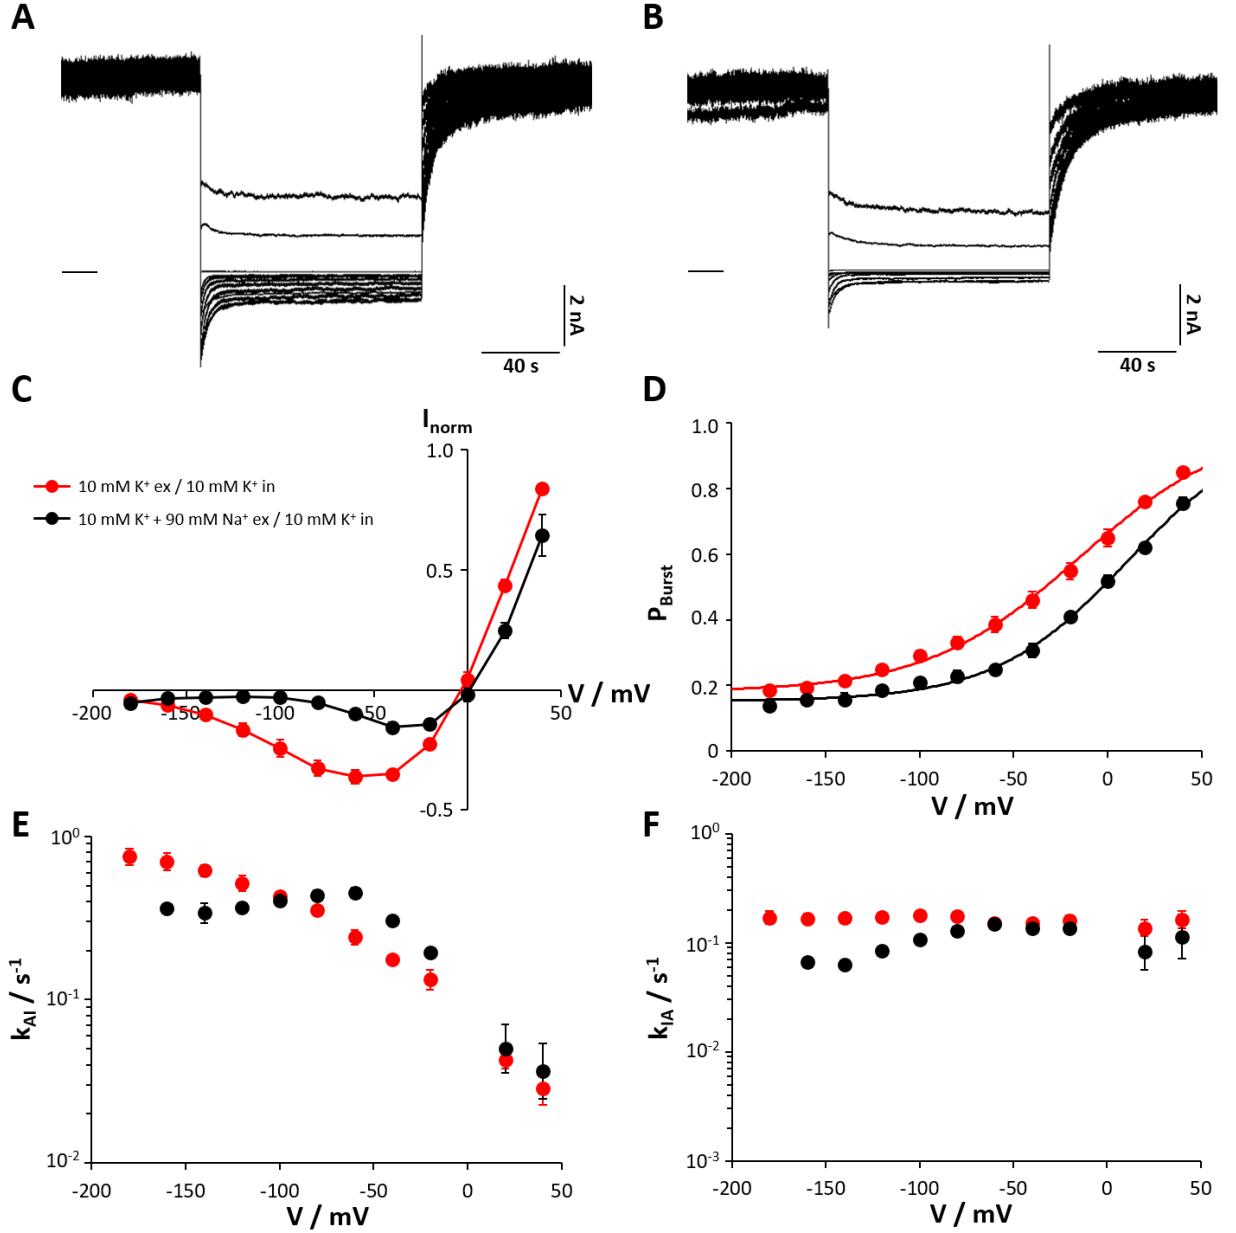 A
B
2 nA
40 s
2 nA
40 s
C
I_norm
1.0
10 mM K⁺ ex / 10 mM K⁺ in
10 mM K⁺ + 90 mM Na⁺ ex / 10 mM K⁺ in
0.5
V / mV
-200 -150 -100 -50 50
-0.5
D
1.0
0.8
0.6
0.4
0.2
0
P_Burst
-200 -150 -100 -50 0 50
V / mV
E
10⁰
10⁻¹
10⁻²
k_AI / s⁻¹
-200 -150 -100 -50 0 50
V / mV
F
10⁰
10⁻¹
10⁻²
10⁻³
k_IA / s⁻¹
-200 -150 -100 -50 0 50
V / mV